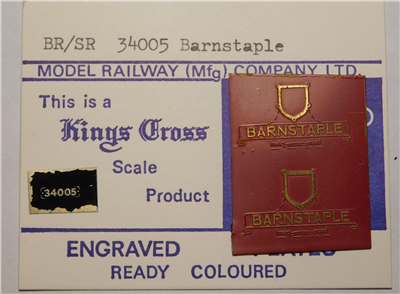 BR/SR 34005 Barnstaple
MODEL RAILWAY (Mfg) COMPANY LTD.
This is a
Kings Cross
Scale
Product
34005
BARNSTAPLE
BARNSTAPLE
ENGRAVED
READY COLOURED